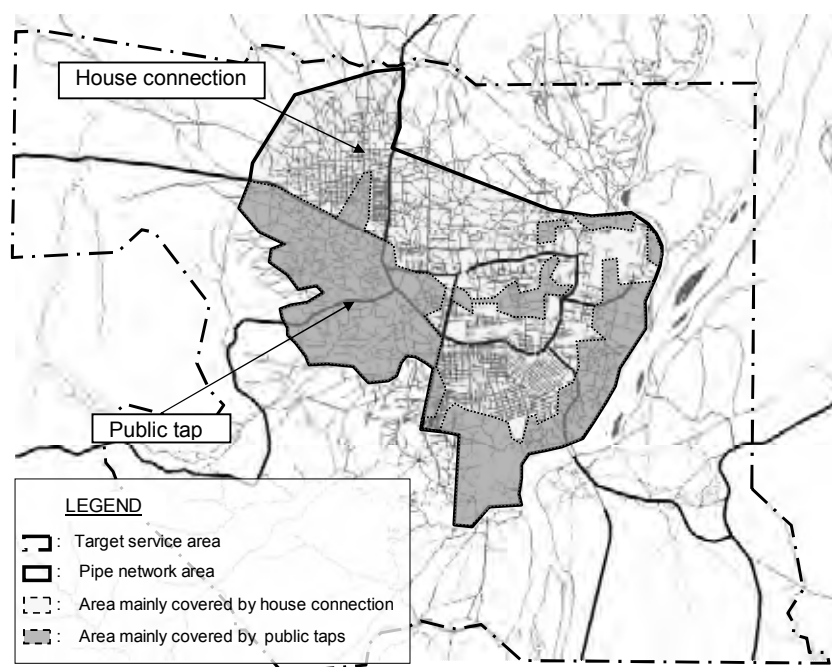 House connection
Public tap
LEGEND
: Target service area
: Pipe network area
: Area mainly covered by house connection
: Area mainly covered by public taps